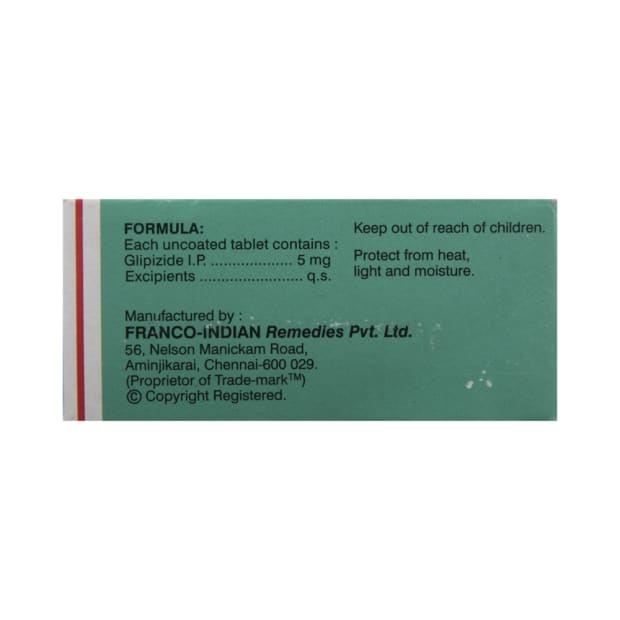 FORMULA:
Each uncoated tablet contains :
Glipizide I.P. ....................... 5 mg
Excipients ............................. q.s.
Keep out of reach of children.
Protect from heat,
light and moisture.
Manufactured by :
FRANCO-INDIAN Remedies Pvt. Ltd.
56, Nelson Manickam Road,
Aminjikarai, Chennai-600 029.
(Proprietor of Trade-mark™)
© Copyright Registered.